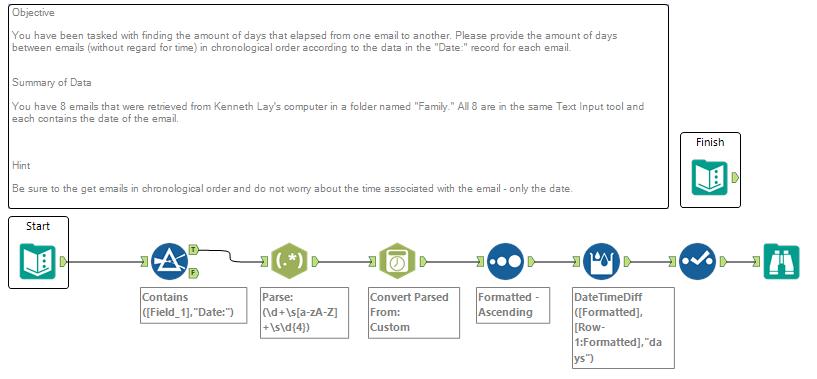 Objective
You have been tasked with finding the amount of days that elapsed from one email to another. Please provide the amount of days
between emails (without regard for time) in chronological order according to the data in the "Date:" record for each email.
Summary of Data
You have 8 emails that were retrieved from Kenneth Lay's computer in a folder named "Family." All 8 are in the same Text Input tool and
each contains the date of the email.
Hint
Be sure to the get emails in chronological order and do not worry about the time associated with the email - only the date.
Finish
Start
T
F
(.*)
Contains
([Field_1],"Date:")
Parse:
(\d+\s[a-zA-Z]
+\s\d{4})
Convert Parsed
From:
Custom
Formatted -
Ascending
DateTimeDiff
([Formatted],
[Row-
1:Formatted],"da
ys")